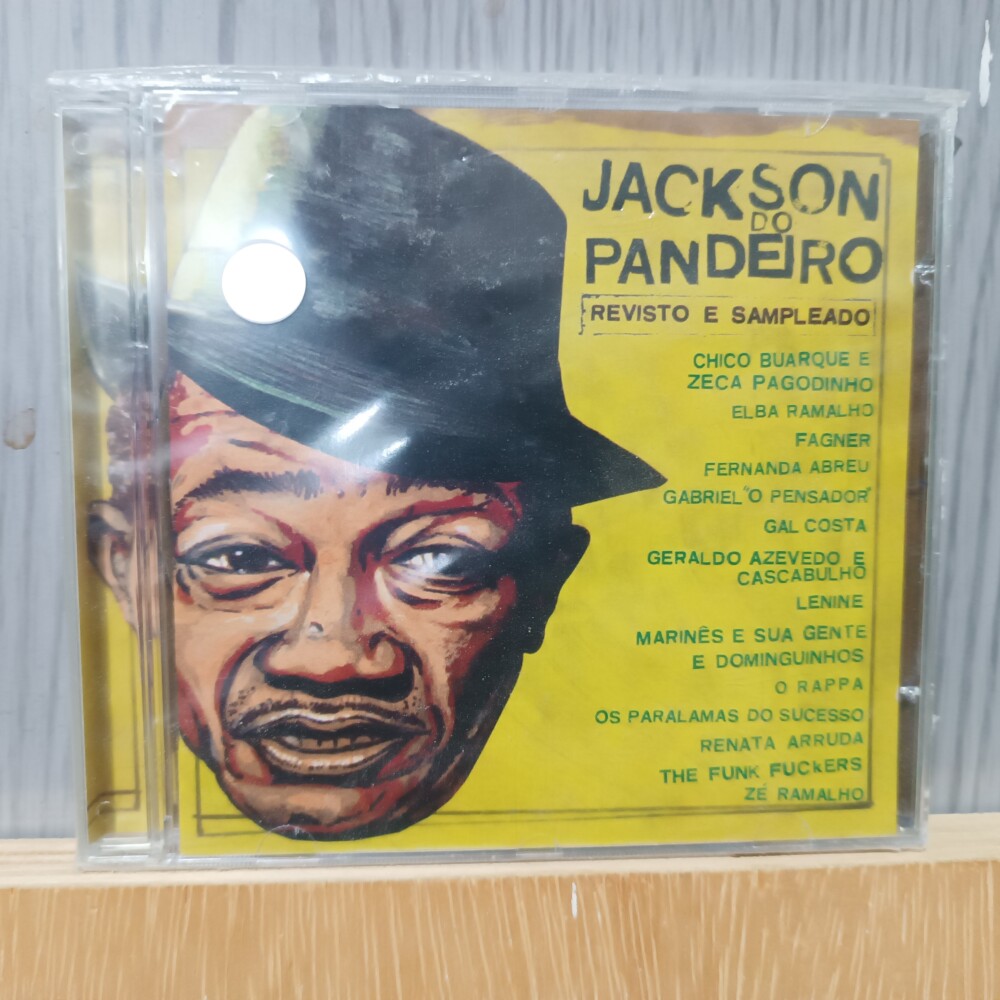 JACKSON
DO
PANDEIRO
REVISTO E SAMPLEADO
CHICO BUARQUE E
ZECA PAGODINHO
ELBA RAMALHO
FAGNER
FERNANDA ABREU
GABRIEL "O PENSADOR"
GAL COSTA
GERALDO AZEVEDO E
CASCABULHO
LENINE
MARINÊS E SUA GENTE
E DOMINGUINHOS
O RAPPA
OS PARALAMAS DO SUCESSO
RENATA ARRUDA
THE FUNK FUCKERS
ZÉ RAMALHO